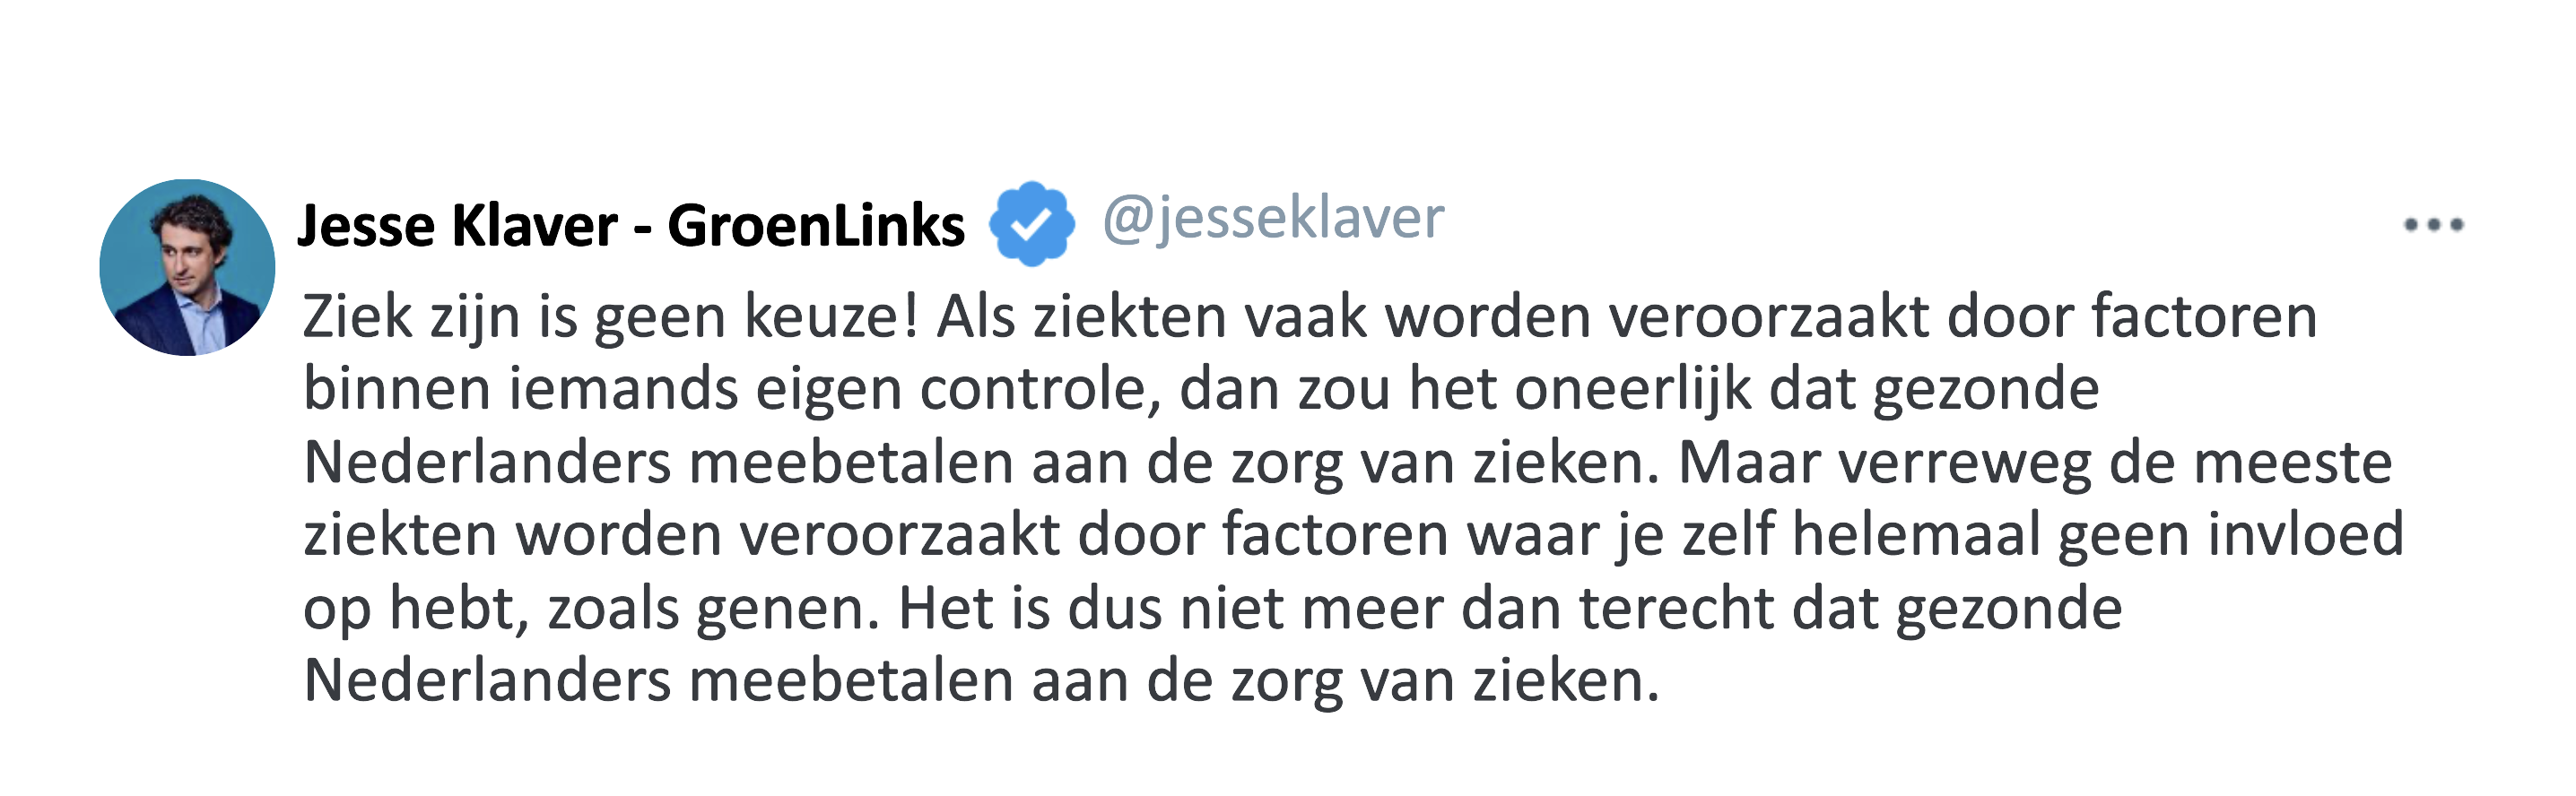 Jesse Klaver - GroenLinks @jesseklaver
Ziek zijn is geen keuze! Als ziekten vaak worden veroorzaakt door factoren
binnen iemands eigen controle, dan zou het oneerlijk dat gezonde
Nederlanders meebetalen aan de zorg van zieken. Maar verreweg de meeste
ziekten worden veroorzaakt door factoren waar je zelf helemaal geen invloed
op hebt, zoals genen. Het is dus niet meer dan terecht dat gezonde
Nederlanders meebetalen aan de zorg van zieken.